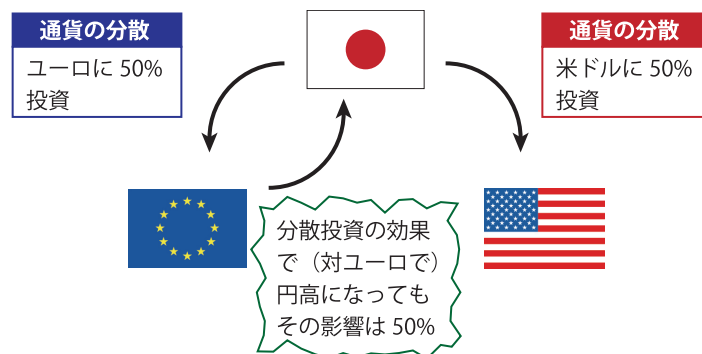 通貨の分散
ユーロに 50%
投資
通貨の分散
米ドルに 50%
投資
分散投資の効果
で（対ユーロで）
円高になっても
その影響は 50%